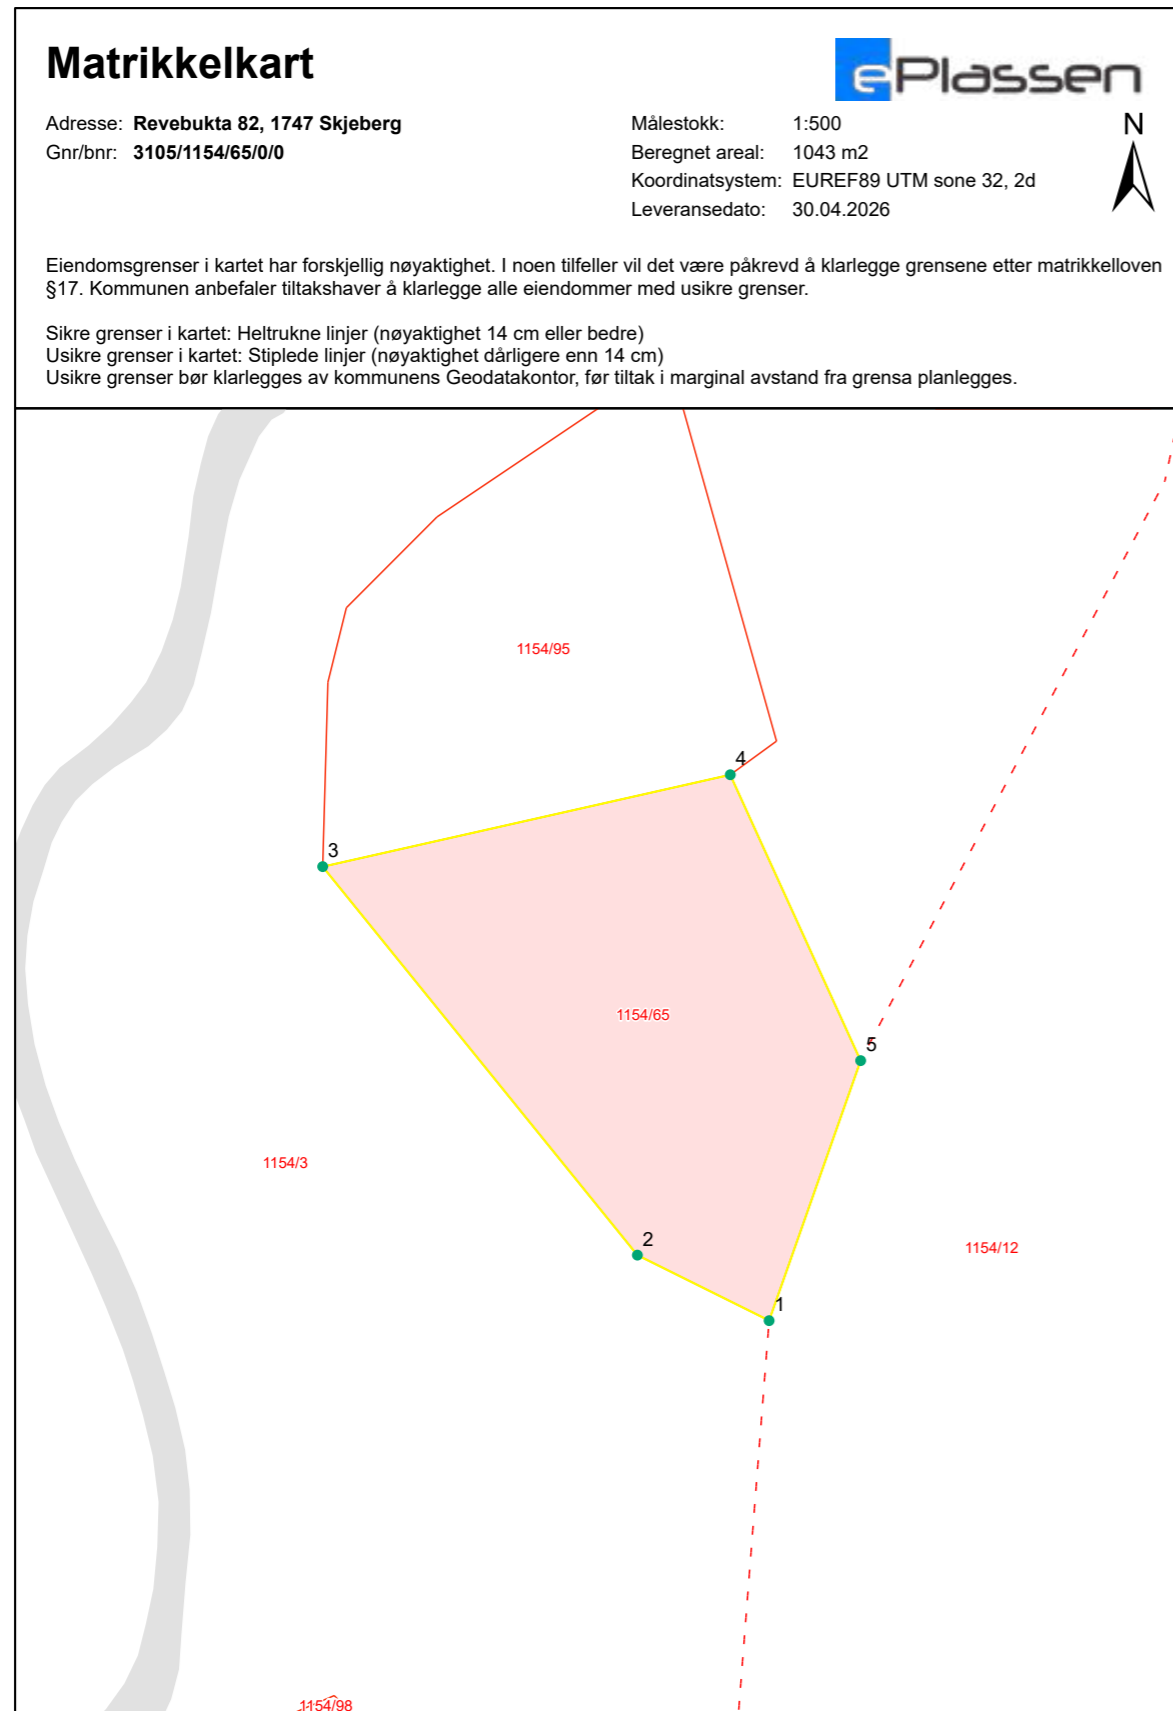 Matrikkelkart
ePlassen
Adresse: Revebukta 82, 1747 Skjeberg
Gnr/bnr: 3105/1154/65/0/0
Målestokk: 1:500
Beregnet areal: 1043 m2
Koordinatsystem: EUREF89 UTM sone 32, 2d
Leveransedato: 30.04.2026
N
Eiendomsgrenser i kartet har forskjellig nøyaktighet. I noen tilfeller vil det være påkrevd å klarlegge grensene etter matrikkelloven
§17. Kommunen anbefaler tiltakshaver å klarlegge alle eiendommer med usikre grenser.
Sikre grenser i kartet: Heltrukne linjer (nøyaktighet 14 cm eller bedre)
Usikre grenser i kartet: Stiplede linjer (nøyaktighet dårligere enn 14 cm)
Usikre grenser bør klarlegges av kommunens Geodatakontor, før tiltak i marginal avstand fra grensa planlegges.
1154/95
4
3
1154/65
5
1154/3
2
1154/12
1
1154/98